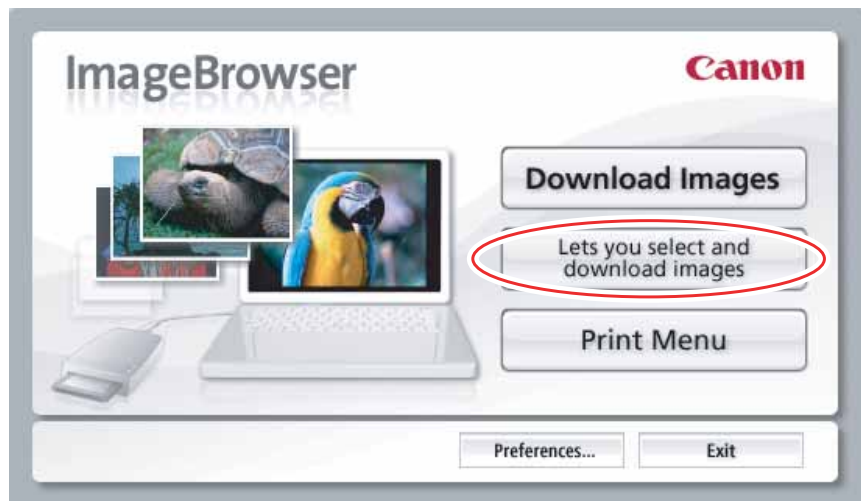 ImageBrowser
Canon
Download Images
Lets you select and
download images
Print Menu
Preferences...
Exit